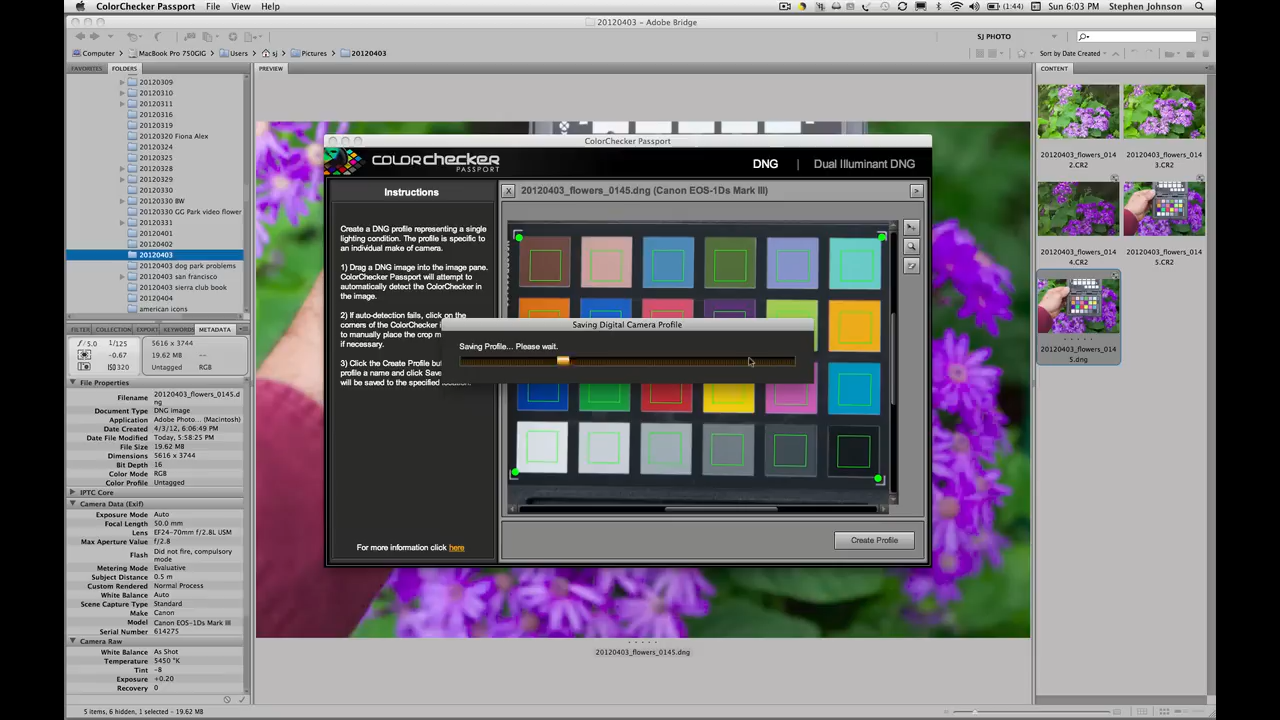 ColorChecker Passport File View Help
(1:44) Sun 6:03 PM Stephen Johnson
20120403 - Adobe Bridge
SJ PHOTO
Computer MacBook Pro 750GIG Users sj Pictures 20120403
Sort by Date Created
FAVORITES FOLDERS
PREVIEW
CONTENT
20120309
20120310
20120311
20120316
20120319
20120320 Fiona Alex
20120324
20120325
20120328
20120329
20120330
20120330 BW
20120330 GG Park video flower
20120331
20120401
20120402
20120403
20120403 dog park problems
20120403 san francisco
20120403 sierra club book
20120404
american icons
FILTER COLLECTION EXPORT KEYWORDS METADATA
f/5.0 1/125
-0.67 --
ISO320
5616 x 3744
19.62 MB --
Untagged RGB
File Properties
Filename 20120403_flowers_0145.dng
Document Type DNG image
Application Adobe Photo... (Macintosh)
Date Created 4/3/12, 6:06:49 PM
Date File Modified Today, 5:58:25 PM
File Size 19.62 MB
Dimensions 5616 x 3744
Bit Depth 16
Color Mode RGB
Color Profile Untagged
IPTC Core
Camera Data (Exif)
Exposure Mode Auto
Focal Length 50.0 mm
Lens EF24-70mm f/2.8L USM
Max Aperture Value f/2.8
Flash Did not fire, compulsory mode
Metering Mode Evaluative
Subject Distance 0.5 m
Custom Rendered Normal Process
White Balance Auto
Scene Capture Type Standard
Make Canon
Model Canon EOS-1Ds Mark III
Serial Number 614275
Camera Raw
White Balance As Shot
Temperature 5450 °K
Tint -8
Exposure +0.20
Recovery 0
5 items, 6 hidden, 1 selected - 19.62 MB
ColorChecker Passport
colorchecker
PASSPORT
DNG | Dual Illuminant DNG
Instructions
Create a DNG profile representing a single
lighting condition. The profile is specific to
an individual make of camera.
1) Drag a DNG image into the image pane.
ColorChecker Passport will attempt to
automatically detect the ColorChecker in
the image.
2) If auto-detection fails, click on the
corners of the ColorChecker
to manually place the crop
if necessary.
3) Click the Create Profile
profile a name and click
will be saved to the specified
For more information click here
X 20120403_flowers_0145.dng (Canon EOS-1Ds Mark III) >
Saving Digital Camera Profile
Saving Profile... Please wait.
Create Profile
20120403_flowers_0145.dng
20120403_flowers_014
2.CR2
20120403_flowers_014
3.CR2
20120403_flowers_014
4.CR2
20120403_flowers_014
5.CR2
20120403_flowers_014
5.dng